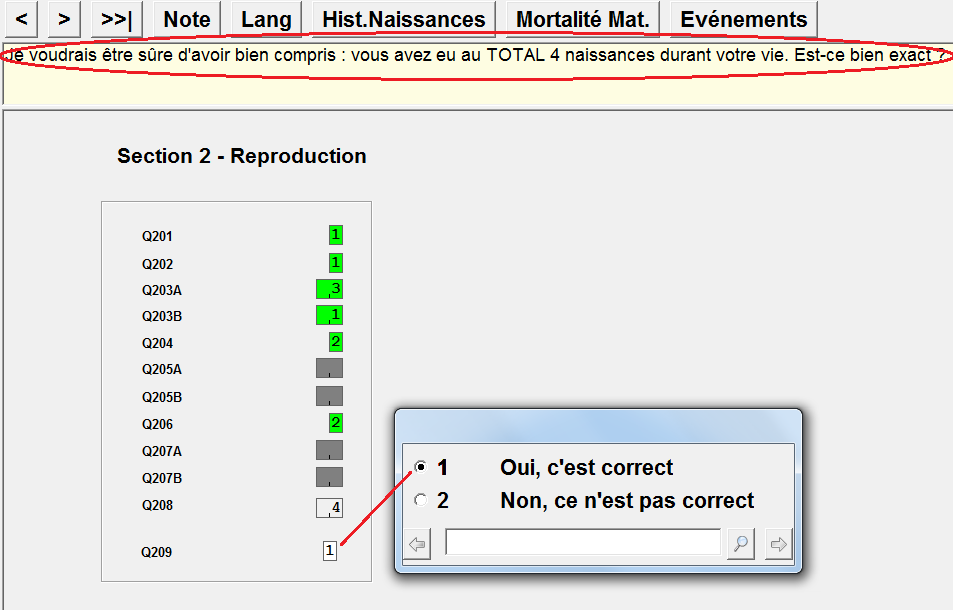 < > >>| Note Lang Hist.Naissances Mortalité Mat. Evénements
Je voudrais être sûre d'avoir bien compris : vous avez eu au TOTAL 4 naissances durant votre vie. Est-ce bien exact ?
Section 2 - Reproduction
Q201 1
Q202 1
Q203A 3
Q203B 1
Q204 2
Q205A
Q205B
Q206 2
Q207A
Q207B
Q208 4
Q209 1
1 Oui, c'est correct
2 Non, ce n'est pas correct